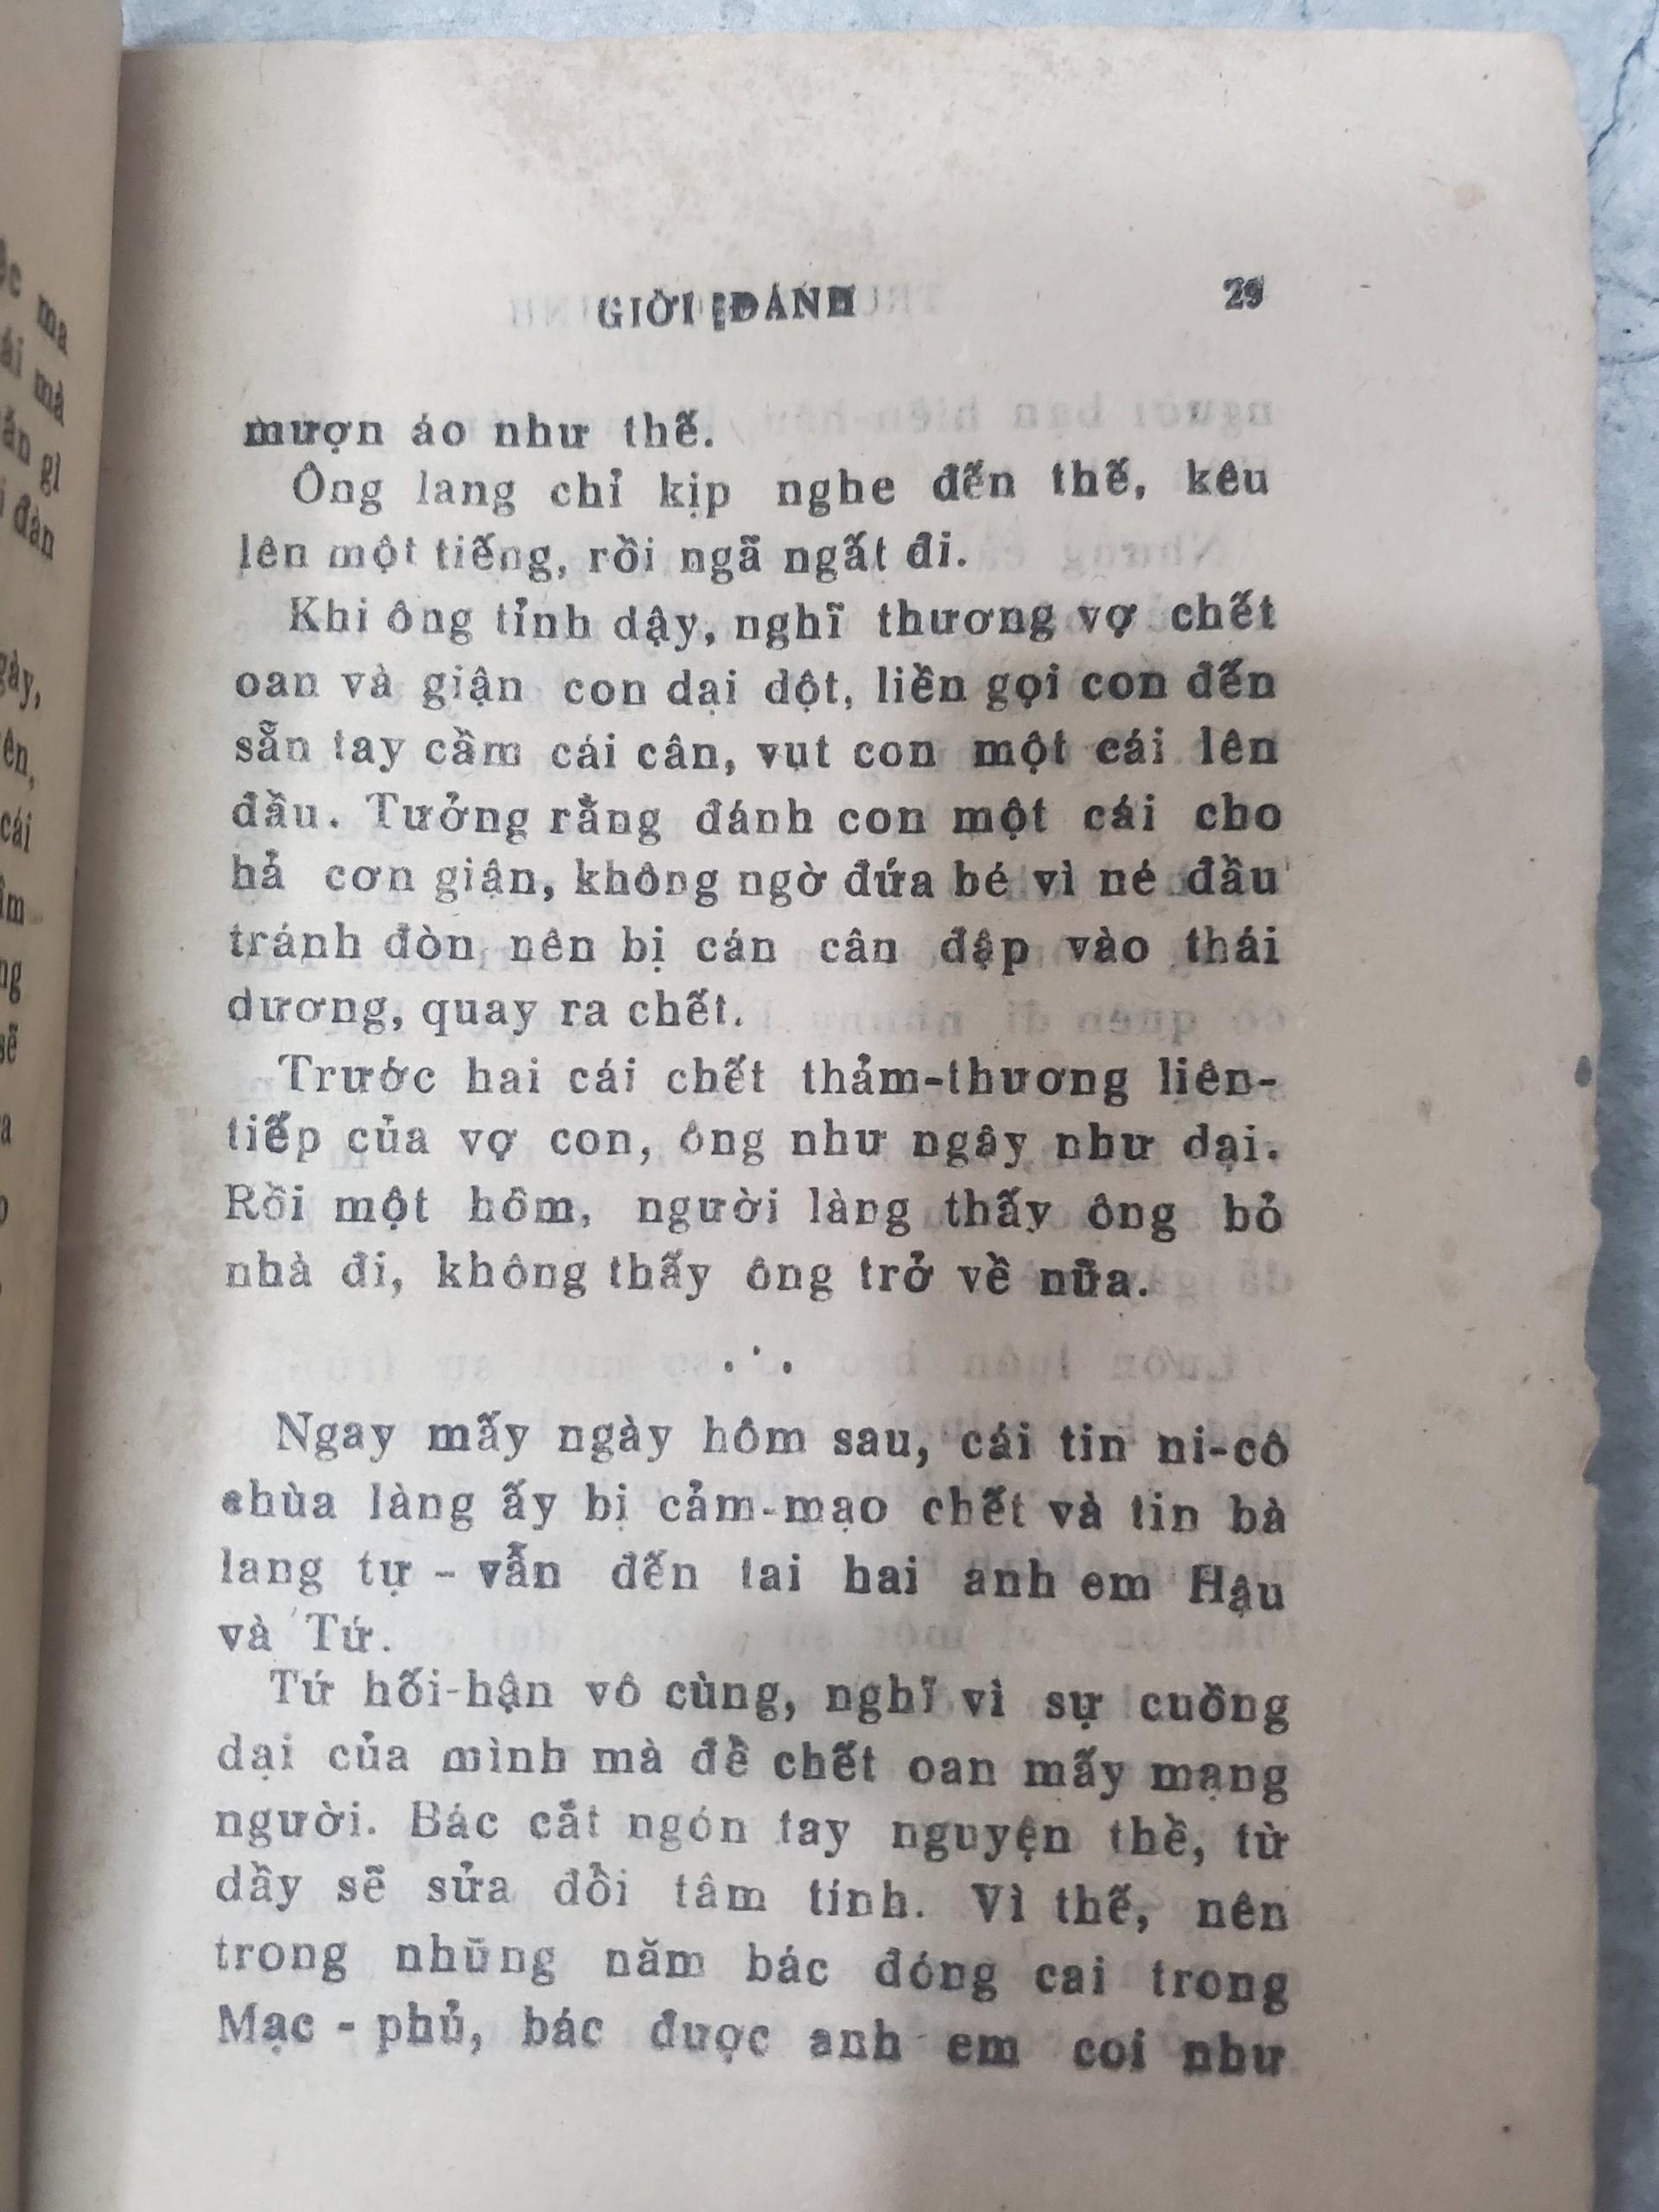 GIỜI ĐÁNH 29
mượn áo như thế.
Ông lang chỉ kịp nghe đến thế, kêu
lên một tiếng, rồi ngã ngất đi.
Khi ông tỉnh dậy, nghĩ thương vợ chết
oan và giận con dại dột, liền gọi con đến
sẵn tay cầm cái cân, vụt con một cái lên
đầu. Tưởng rằng đánh con một cái cho
hả cơn giận, không ngờ đứa bé vì né đầu
tránh đòn nên bị cán cân đập vào thái
dương, quay ra chết.
Trước hai cái chết thảm-thương liên-
tiếp của vợ con, ông như ngây như dại.
Rồi một hôm, người làng thấy ông bỏ
nhà đi, không thấy ông trở về nữa.
. · .
Ngay mấy ngày hôm sau, cái tin ni-cô
chùa làng ấy bị cảm-mạo chết và tin bà
lang tự - vẫn đến tai hai anh em Hậu
và Tứ.
Tứ hối-hận vô cùng, nghĩ vì sự cuồng
dại của mình mà để chết oan mấy mạng
người. Bác cắt ngón tay nguyện thề, từ
dầy sẽ sửa đổi tâm tính. Vì thế, nên
trong những năm bác đóng cai trong
Mạc - phủ, bác được anh em coi như